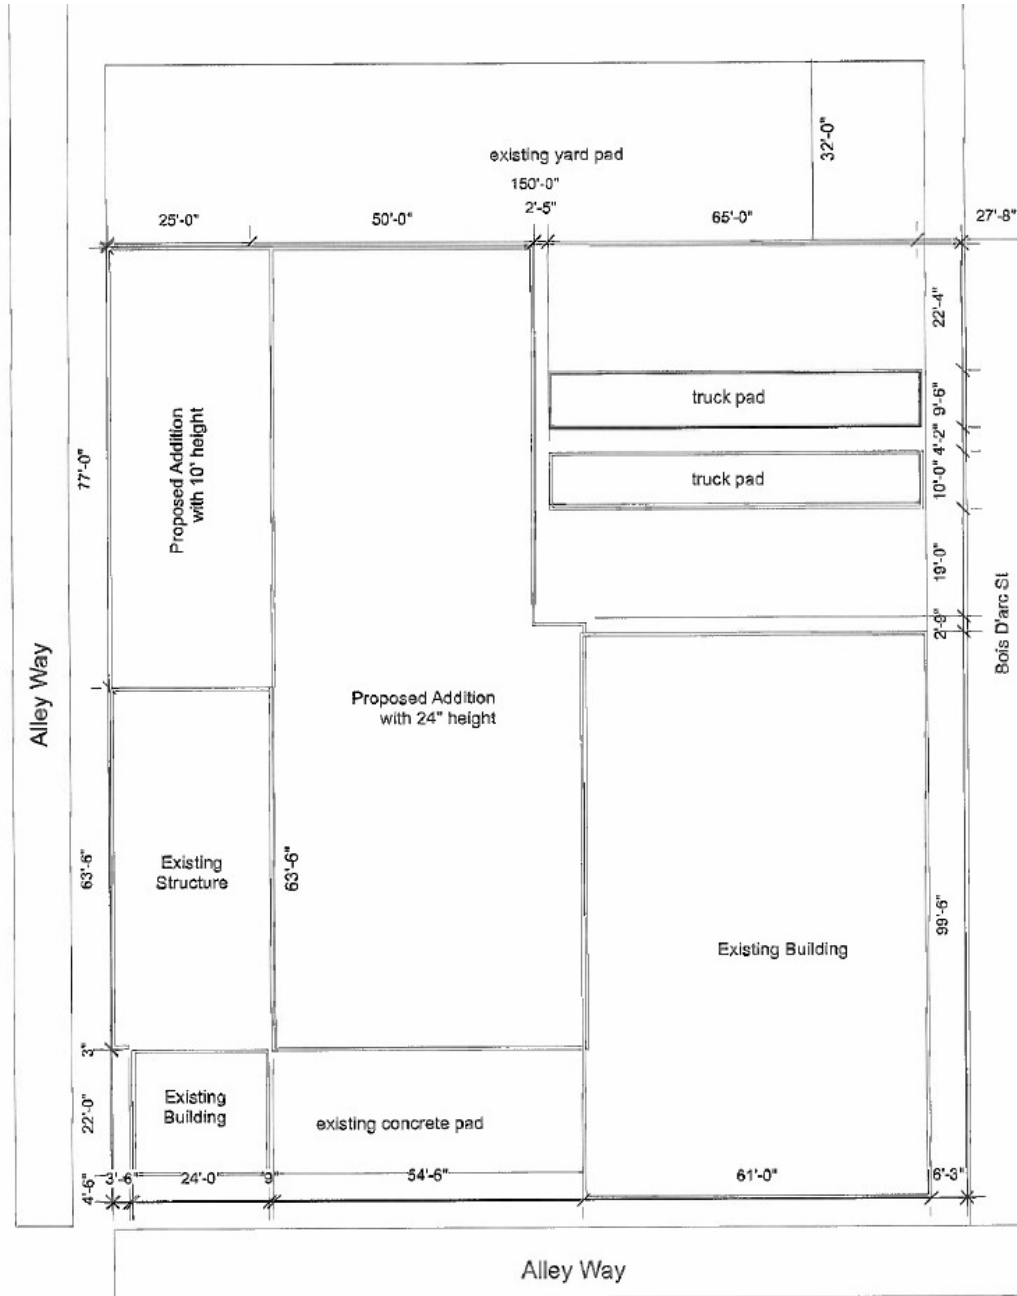 existing yard pad
32'-0"
150'-0"
25'-0"
50'-0"
2'-5"
65'-0"
27'-8"
22'-4"
truck pad
9'-6"
4'-2"
truck pad
10'-0"
Proposed Addition
with 10" height
77'-0"
19'-0"
Bois D'arc St
Alley Way
Proposed Addition
with 24" height
Existing
Structure
63'-6"
63'-6"
Existing Building
99'-6"
3"
Existing
Building
22'-0"
existing concrete pad
4'-6"
3'-6"
24'-0"
9"
54'-6"
61'-0"
6'-3"
Alley Way